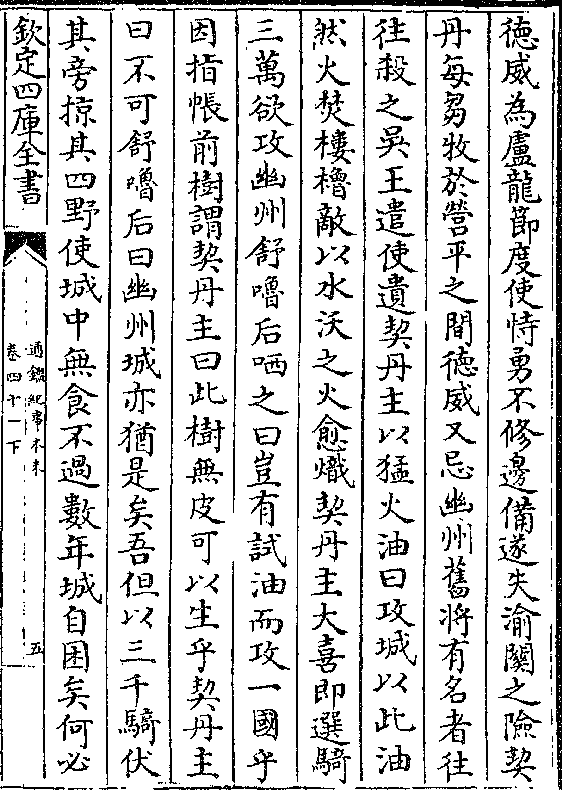 德威為盧龍節度使恃勇不修邊備遂失渝關之險契
丹每芻牧於營平之間德威又忌幽州舊將有名者往
往殺之吳王遣使遺契丹主以猛火油曰攻城以此油
然火焚樓櫓敵以水沃之火愈熾契丹主大喜即選騎
三萬欲攻幽州舒嚕后哂之曰豈有試油而攻一國乎
因指帳前樹謂契丹主曰此樹無皮可以生乎契丹主
曰不可舒嚕后曰幽州城亦猶是矣吾但以三千騎伏
其旁掠其四野使城中無食不過數年城自困矣何必
欽定四庫全書
通鑑紀事本末
卷四十一下
五